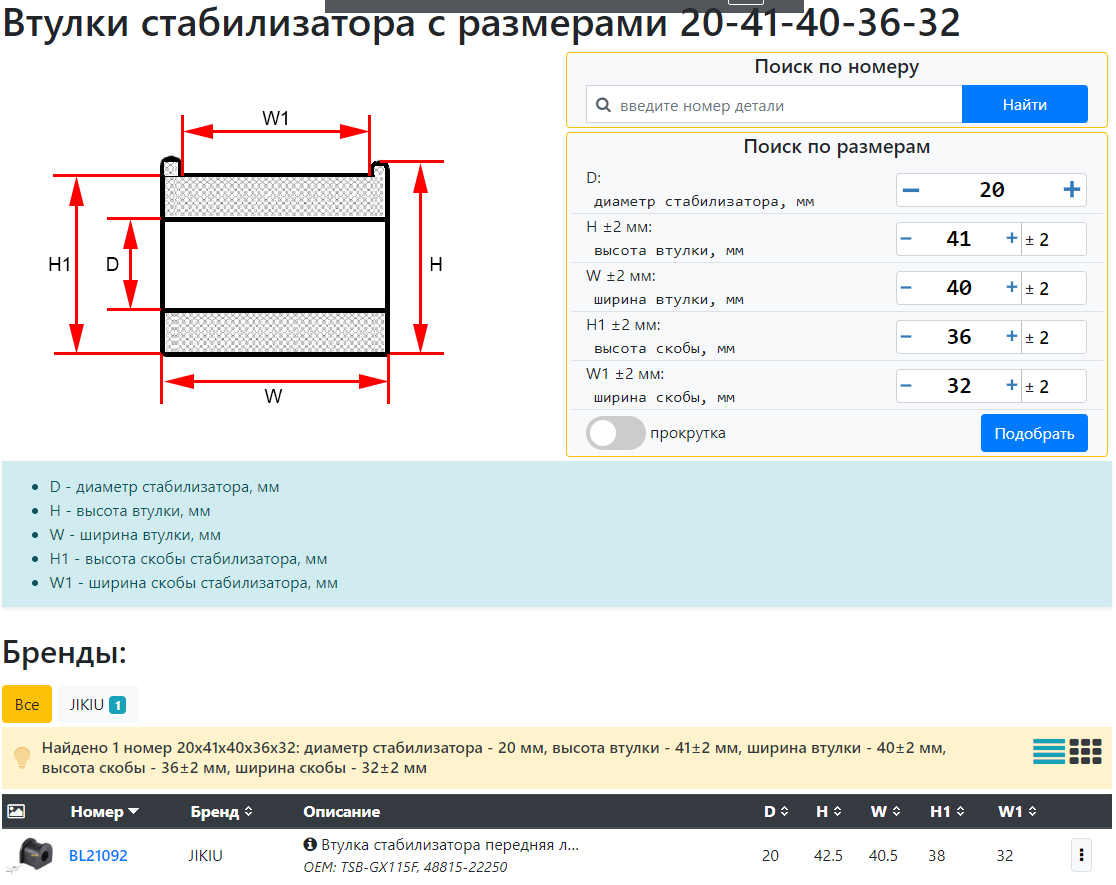 Втулки стабилизатора с размерами 20-41-40-36-32
W1
H1
D
H
W
Поиск по номеру
введите номер детали
Найти
Поиск по размерам
D:
диаметр стабилизатора, мм
− 20 +
H ±2 мм:
высота втулки, мм
− 41 + ± 2
W ±2 мм:
ширина втулки, мм
− 40 + ± 2
H1 ±2 мм:
высота скобы, мм
− 36 + ± 2
W1 ±2 мм:
ширина скобы, мм
− 32 + ± 2
прокрутка
Подобрать
• D - диаметр стабилизатора, мм
• H - высота втулки, мм
• W - ширина втулки, мм
• H1 - высота скобы стабилизатора, мм
• W1 - ширина скобы стабилизатора, мм
Бренды:
Все JIKIU 1
Найдено 1 номер 20x41x40x36x32: диаметр стабилизатора - 20 мм, высота втулки - 41±2 мм, ширина втулки - 40±2 мм,
высота скобы - 36±2 мм, ширина скобы - 32±2 мм
Номер Бренд Описание D H W H1 W1
BL21092 JIKIU Втулка стабилизатора передняя л... 20 42.5 40.5 38 32
OEM: TSB-GX115F, 48815-22250